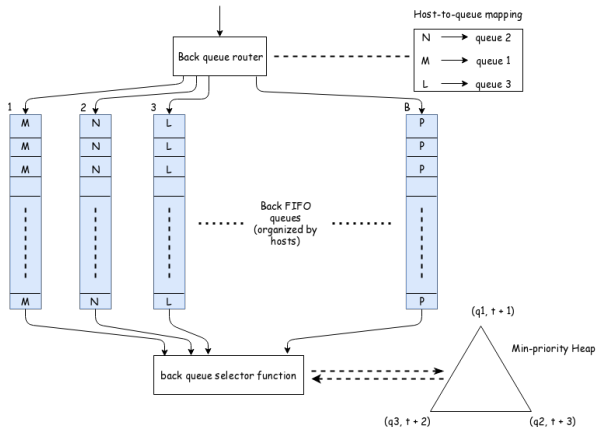 Host-to-queue mapping
Back queue router
N queue 2
M queue 1
L queue 3
1 2 3 B
M N L P
M N L P
M N L P
Back FIFO
queues
(organized by
hosts)
M N L P
(q1, t + 1)
Min-priority Heap
back queue selector function
(q3, t + 2) (q2, t + 3)